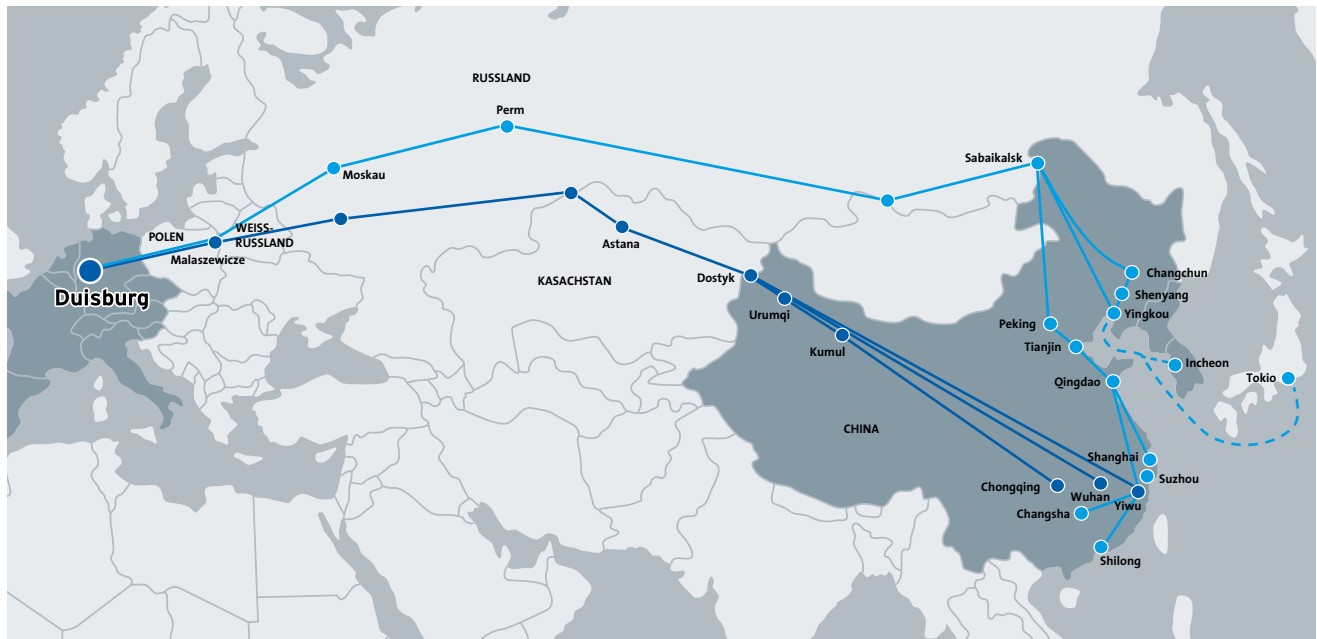 RUSSLAND
Perm
Sabaikalsk
Moskau
POLEN
WEISS-
RUSSLAND
Malaszewicze
Astana
Duisburg
KASACHSTAN
Dostyk
Changchun
Urumqi
Shenyang
Yingkou
Peking
Kumul
Tianjin
Incheon
Qingdao
Tokio
CHINA
Shanghai
Suzhou
Chongqing
Wuhan
Yiwu
Changsha
Shilong